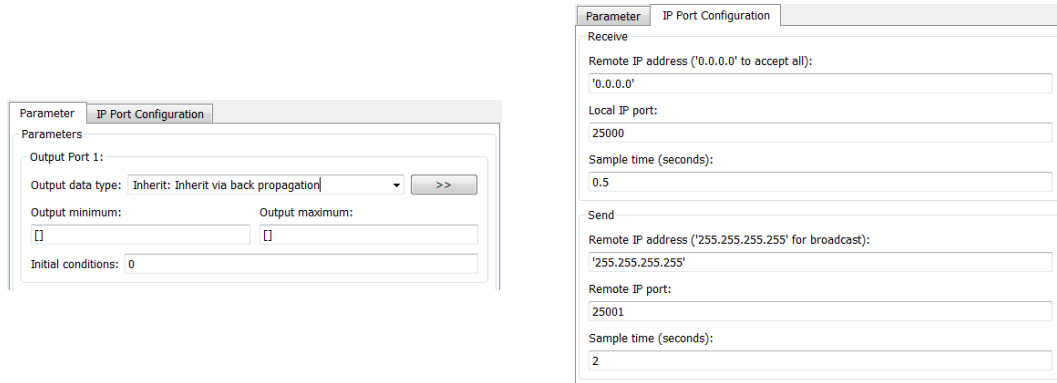 Parameter IP Port Configuration
Parameters
Output Port 1:
Output data type: Inherit: Inherit via back propagation >>
Output minimum: Output maximum:
[] []
Initial conditions: 0
Parameter IP Port Configuration
Receive
Remote IP address ('0.0.0.0' to accept all):
'0.0.0.0'
Local IP port:
25000
Sample time (seconds):
0.5
Send
Remote IP address ('255.255.255.255' for broadcast):
'255.255.255.255'
Remote IP port:
25001
Sample time (seconds):
2